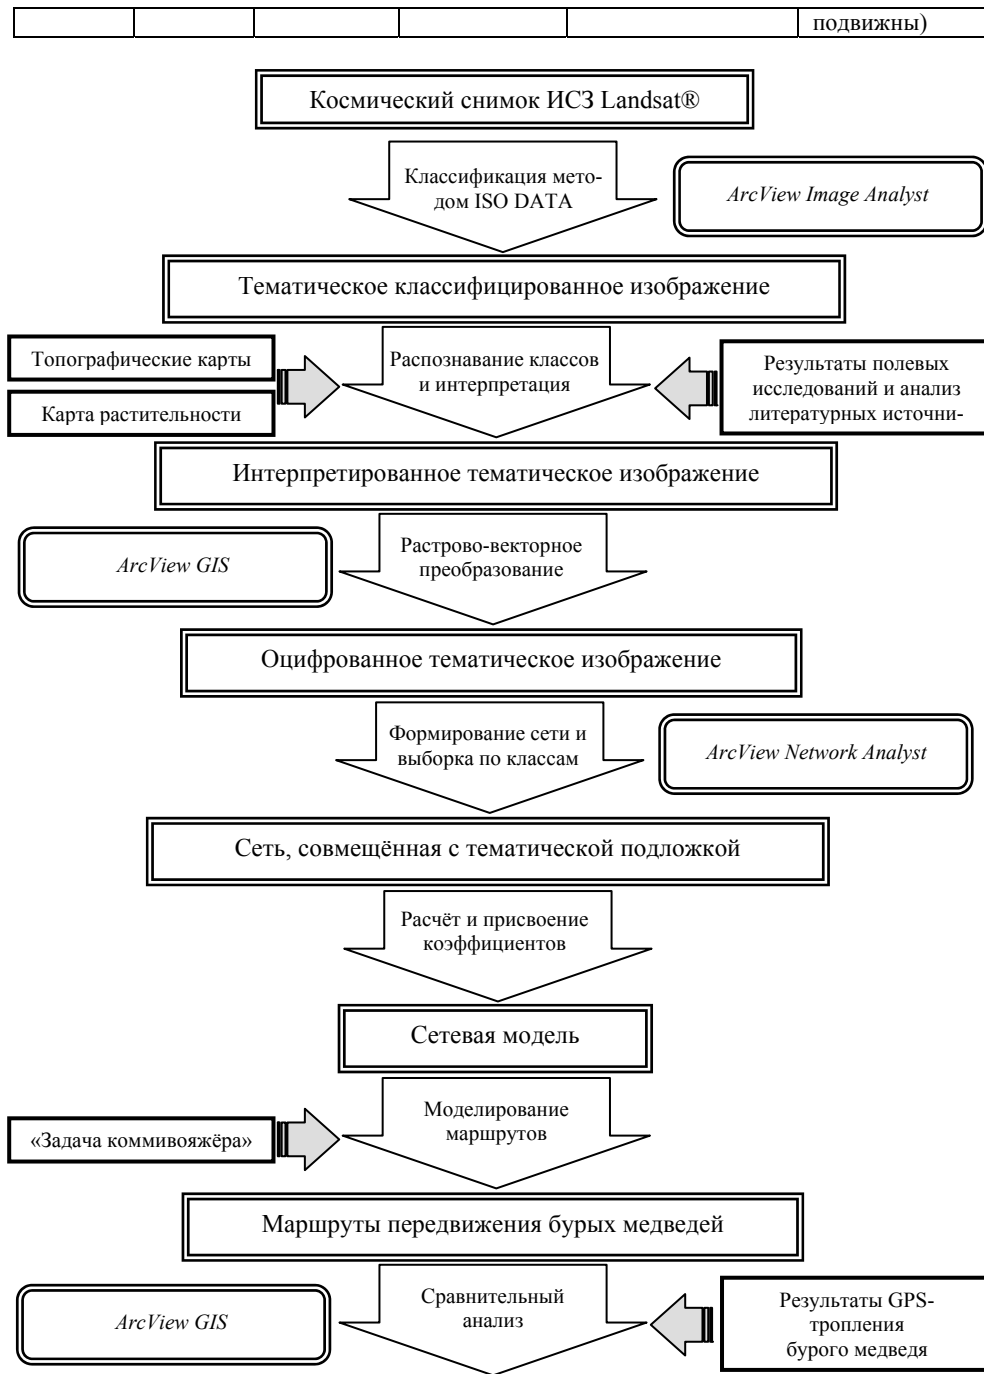 подвижны)
Космический снимок ИСЗ Landsat®
Классификация мето-
дом ISO DATA
ArcView Image Analyst
Тематическое классифицированное изображение
Топографические карты
Карта растительности
Распознавание классов
и интерпретация
Результаты полевых
исследований и анализ
литературных источни-
Интерпретированное тематическое изображение
ArcView GIS
Растрово-векторное
преобразование
Оцифрованное тематическое изображение
Формирование сети и
выборка по классам
ArcView Network Analyst
Сеть, совмещённая с тематической подложкой
Расчёт и присвоение
коэффициентов
Сетевая модель
«Задача коммивояжёра»
Моделирование
маршрутов
Маршруты передвижения бурых медведей
ArcView GIS
Сравнительный
анализ
Результаты GPS-
тропления
бурого медведя